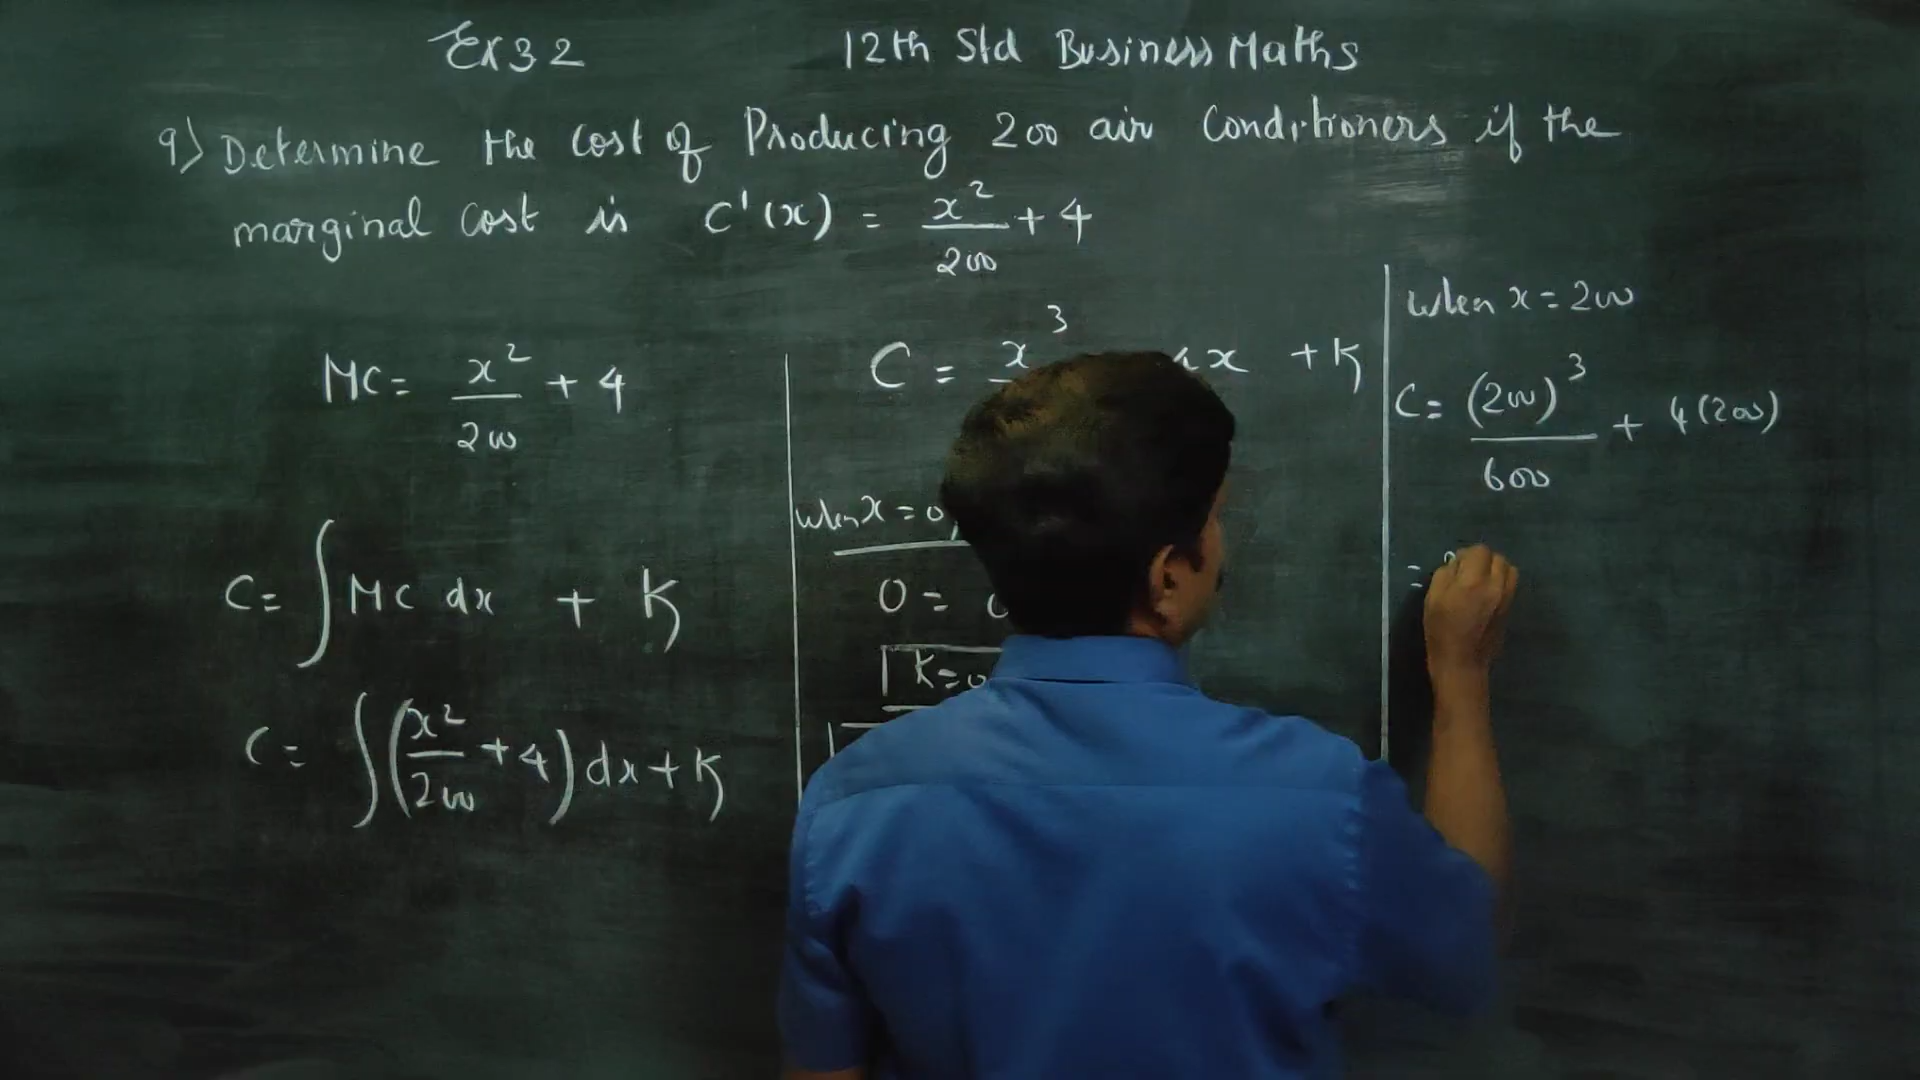 Ex 3 2
12th Std Business Maths
9) Determine the cost of Producing 200 air Conditioners if the
marginal cost is C'(x) = x²/200 + 4
MC = x²/200 + 4
C = ∫ MC dx + K
C = ∫ (x²/200 + 4) dx + K
C = x³ x + K
when x = 0,
0 =
K = 0
when x = 200
C = (200)³/600 + 4(200)
=